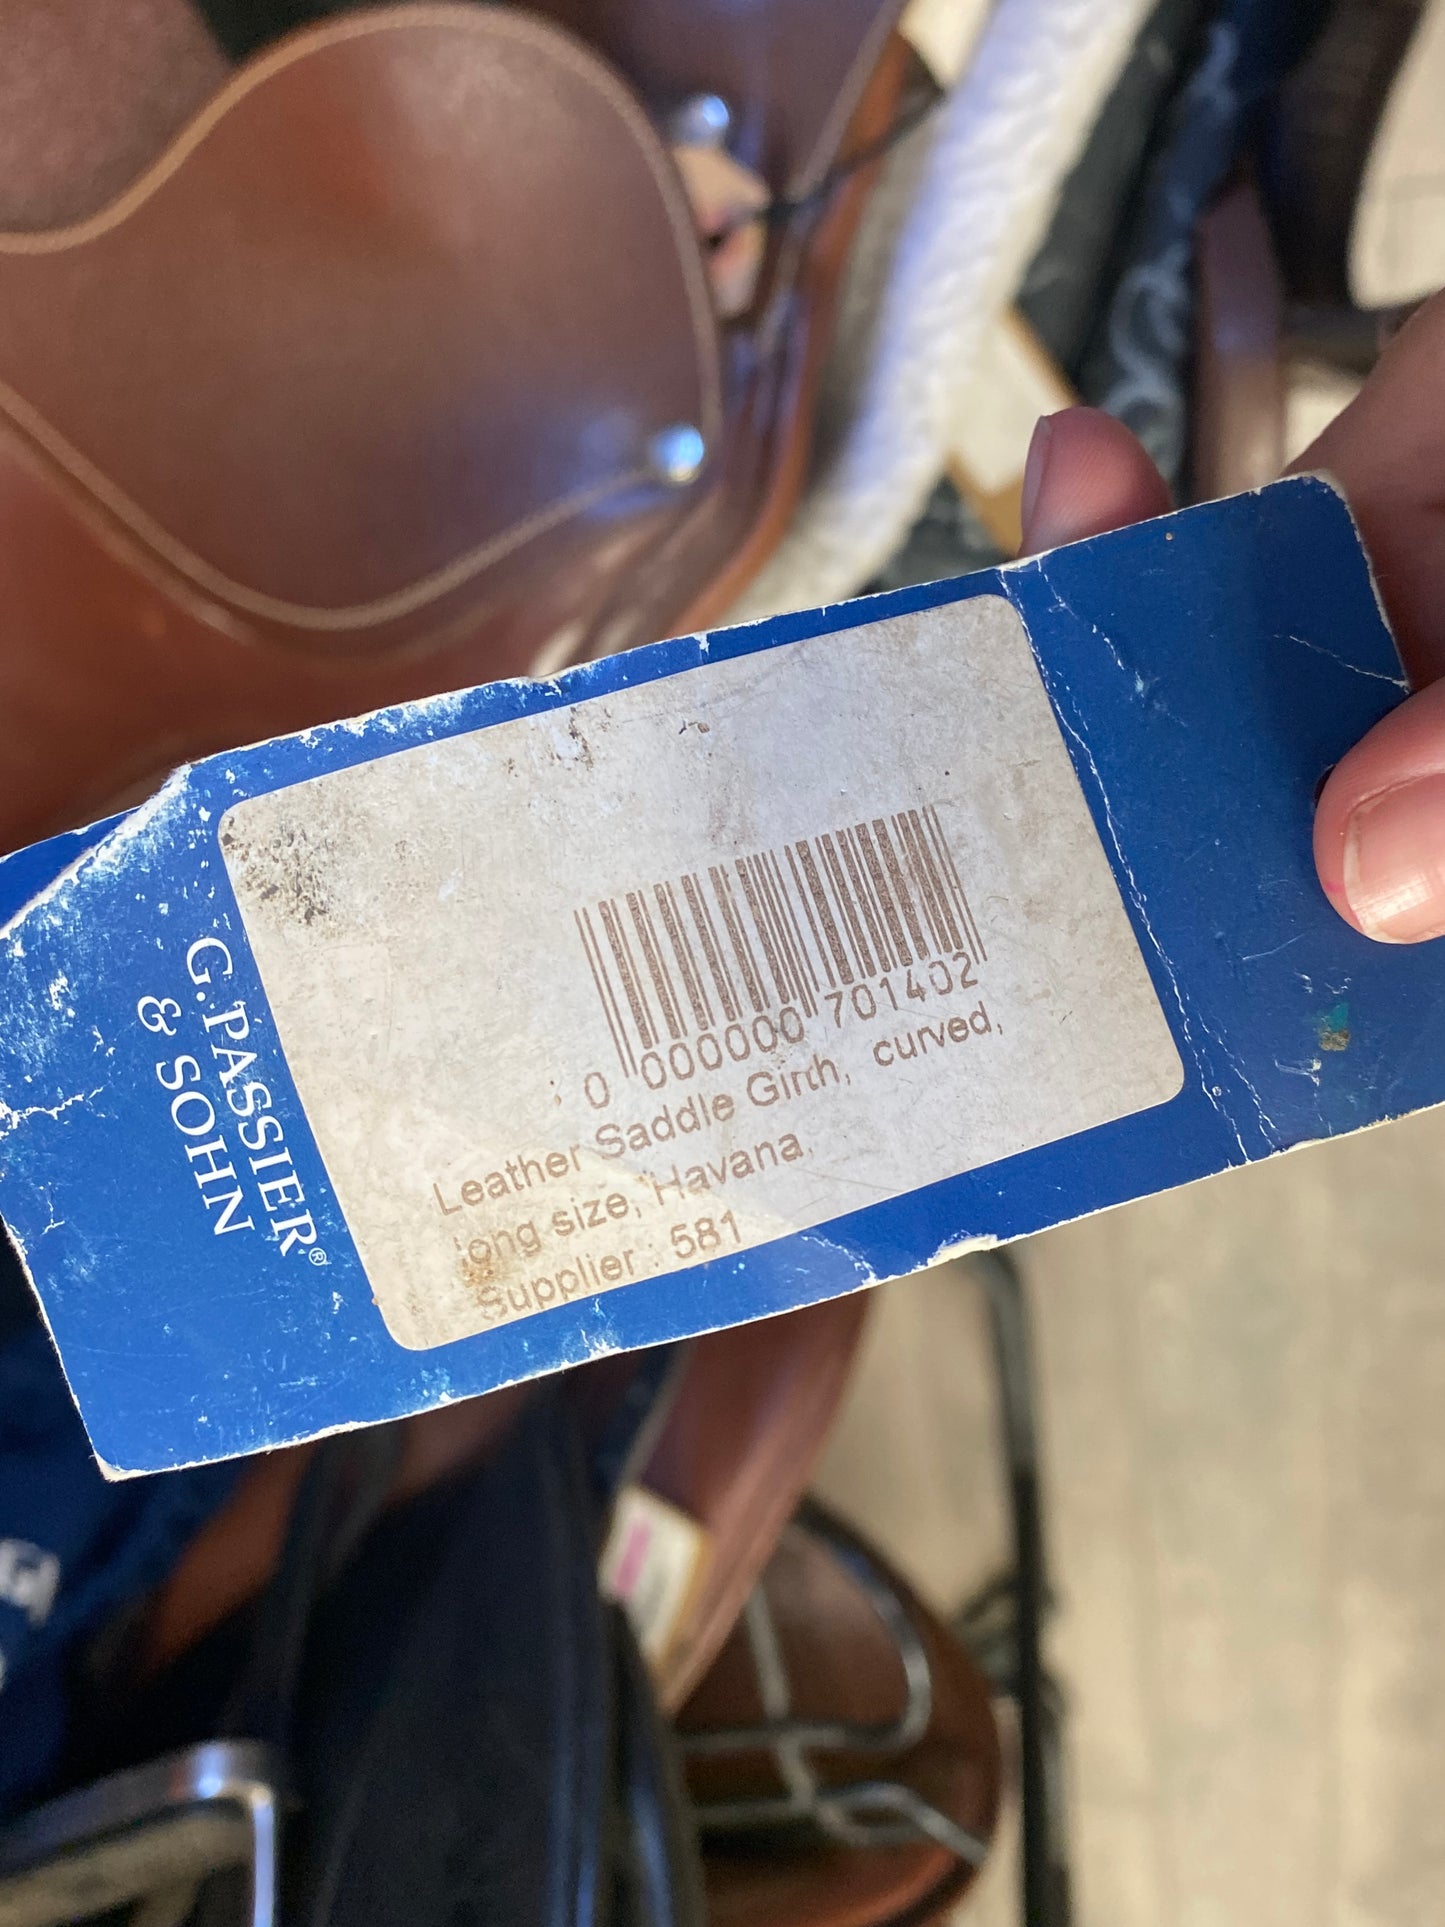 G. PASSIER®
& SOHN
0 000000 701402
Leather Saddle Girth, curved,
long size, Havana,
Supplier : 581